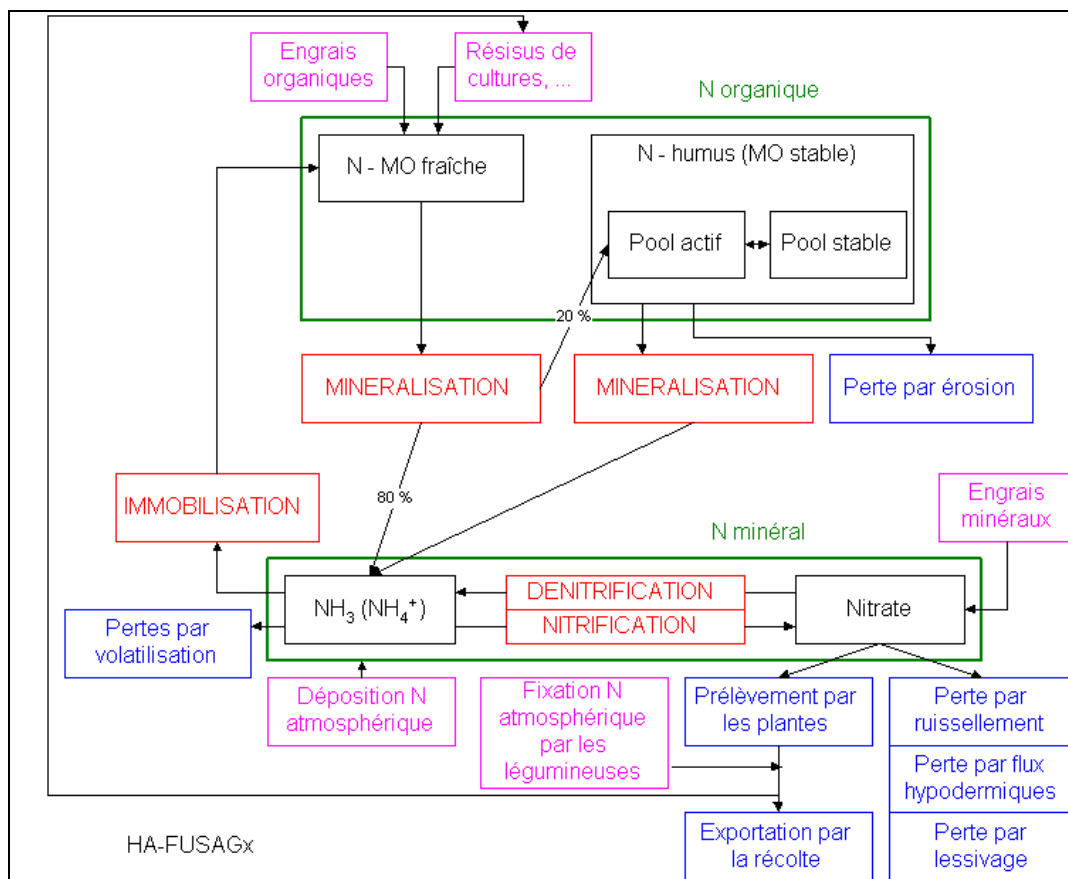 Engrais
organiques
Résisus de
cultures, ...
N organique
N - MO fraîche
N - humus (MO stable)
Pool actif
Pool stable
20 %
MINERALISATION
MINERALISATION
Perte par érosion
80 %
IMMOBILISATION
Engrais
minéraux
N minéral
NH₃ (NH₄⁺)
DENITRIFICATION
NITRIFICATION
Nitrate
Pertes par
volatilisation
Déposition N
atmosphérique
Fixation N
atmosphérique
par les
légumineuses
Prélèvement par
les plantes
Perte par
ruissellement
Perte par flux
hypodermiques
Exportation par
la récolte
Perte par
lessivage
HA-FUSAGx